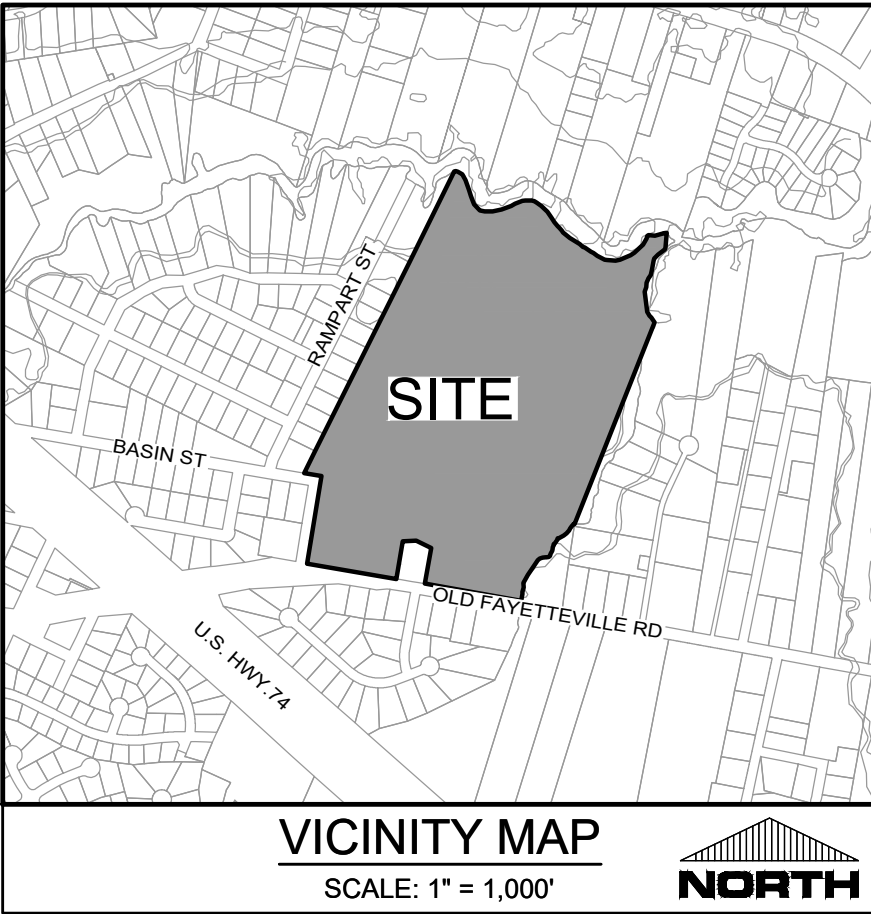 RAMPART ST
SITE
BASIN ST
OLD FAYETTEVILLE RD
U.S. HWY.74
VICINITY MAP
SCALE: 1" = 1,000'
NORTH